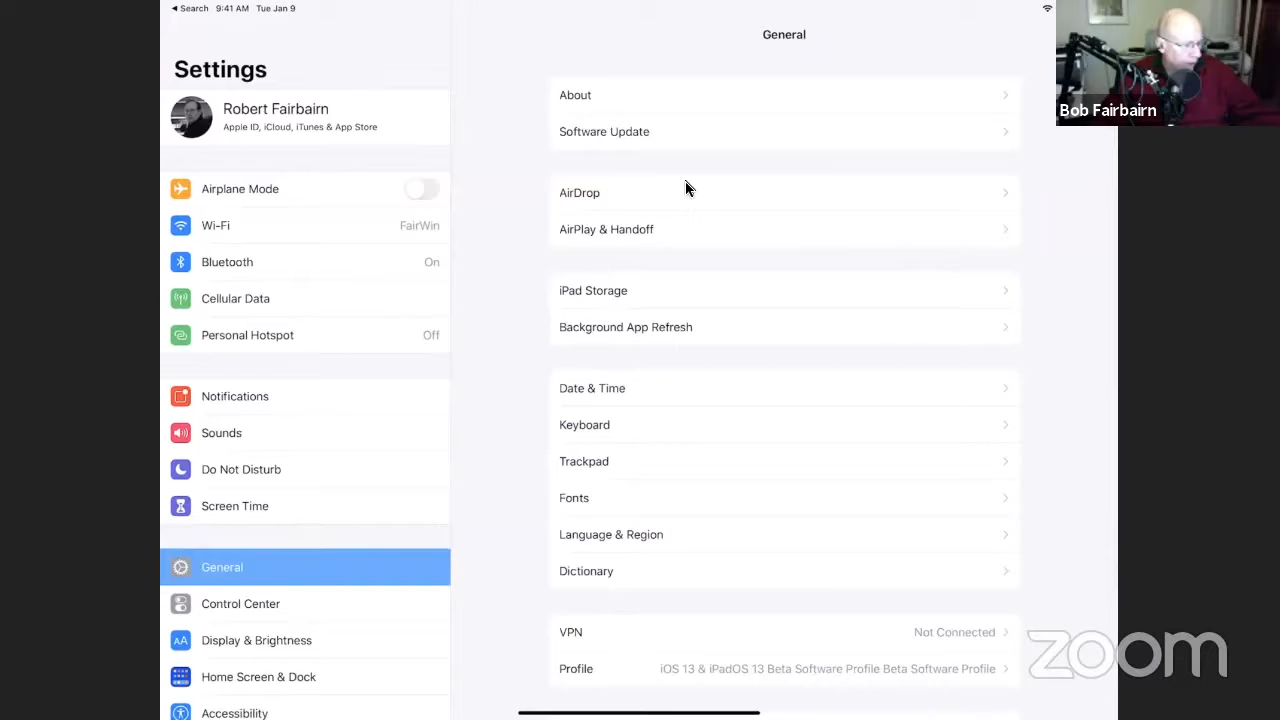 Search 9:41 AM Tue Jan 9
Settings
Robert Fairbairn
Apple ID, iCloud, iTunes & App Store
Airplane Mode
Wi-Fi FairWin
Bluetooth On
Cellular Data
Personal Hotspot Off
Notifications
Sounds
Do Not Disturb
Screen Time
General
Control Center
AA Display & Brightness
Home Screen & Dock
Accessibility
General
About
Software Update
AirDrop
AirPlay & Handoff
iPad Storage
Background App Refresh
Date & Time
Keyboard
Trackpad
Fonts
Language & Region
Dictionary
VPN Not Connected
Profile iOS 13 & iPadOS 13 Beta Software Profile Beta Software Profile
Bob Fairbairn
zoom